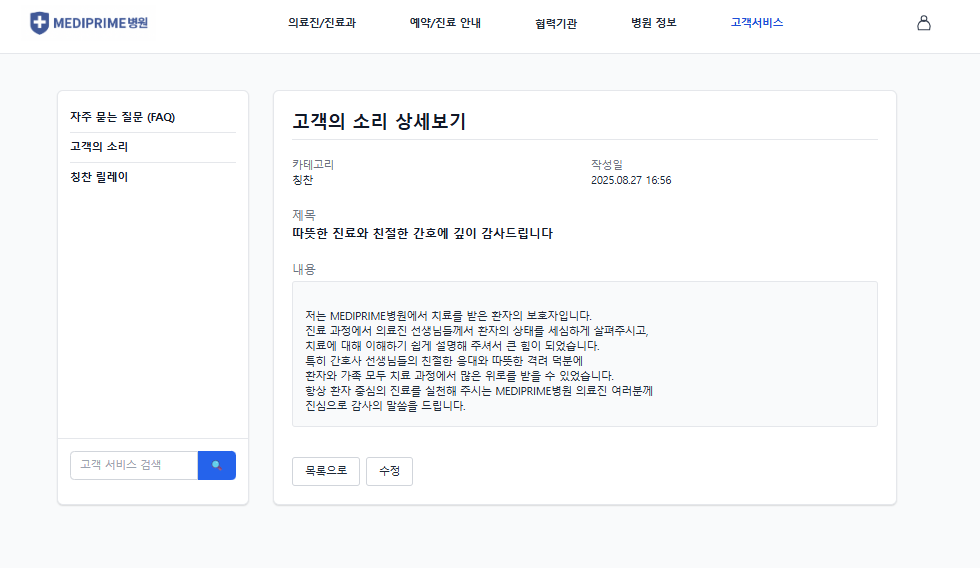 MEDIPRIME병원
의료진/진료과
예약/진료 안내
협력기관
병원 정보
고객서비스
자주 묻는 질문 (FAQ)
고객의 소리
칭찬 릴레이
고객 서비스 검색
고객의 소리 상세보기
카테고리
칭찬
작성일
2025.08.27 16:56
제목
따뜻한 진료와 친절한 간호에 깊이 감사드립니다
내용
저는 MEDIPRIME병원에서 치료를 받은 환자의 보호자입니다.
진료 과정에서 의료진 선생님들께서 환자의 상태를 세심하게 살펴주시고,
치료에 대해 이해하기 쉽게 설명해 주셔서 큰 힘이 되었습니다.
특히 간호사 선생님들의 친절한 응대와 따뜻한 격려 덕분에
환자와 가족 모두 치료 과정에서 많은 위로를 받을 수 있었습니다.
항상 환자 중심의 진료를 실천해 주시는 MEDIPRIME병원 의료진 여러분께
진심으로 감사의 말씀을 드립니다.
목록으로
수정